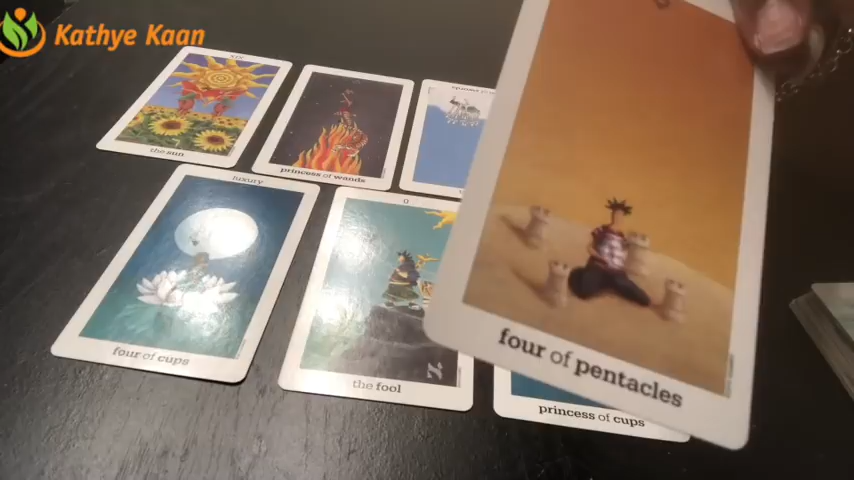 Kathye Kaan
the sun
princess of wands
luxury
four of cups
0
the fool
four of pentacles
princess of cups